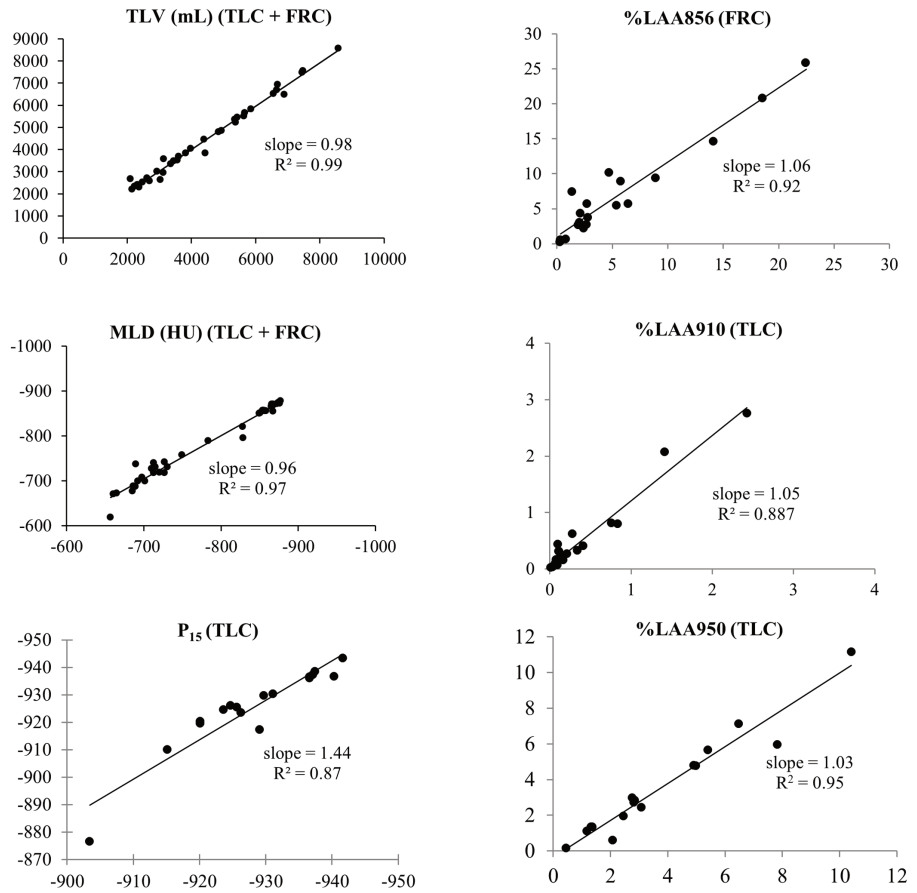 TLV (mL) (TLC + FRC)
9000
8000
7000
6000
5000
4000
3000
2000
1000
0
slope = 0.98
R² = 0.99
0 2000 4000 6000 8000 10000
%LAA856 (FRC)
30
25
20
15
10
5
0
slope = 1.06
R² = 0.92
0 5 10 15 20 25 30
MLD (HU) (TLC + FRC)
-1000
-900
-800
-700
-600
slope = 0.96
R² = 0.97
-600 -700 -800 -900 -1000
%LAA910 (TLC)
4
3
2
1
0
slope = 1.05
R² = 0.887
0 1 2 3 4
P₁₅ (TLC)
-950
-940
-930
-920
-910
-900
-890
-880
-870
slope = 1.44
R² = 0.87
-900 -910 -920 -930 -940 -950
%LAA950 (TLC)
12
10
8
6
4
2
0
slope = 1.03
R² = 0.95
0 2 4 6 8 10 12